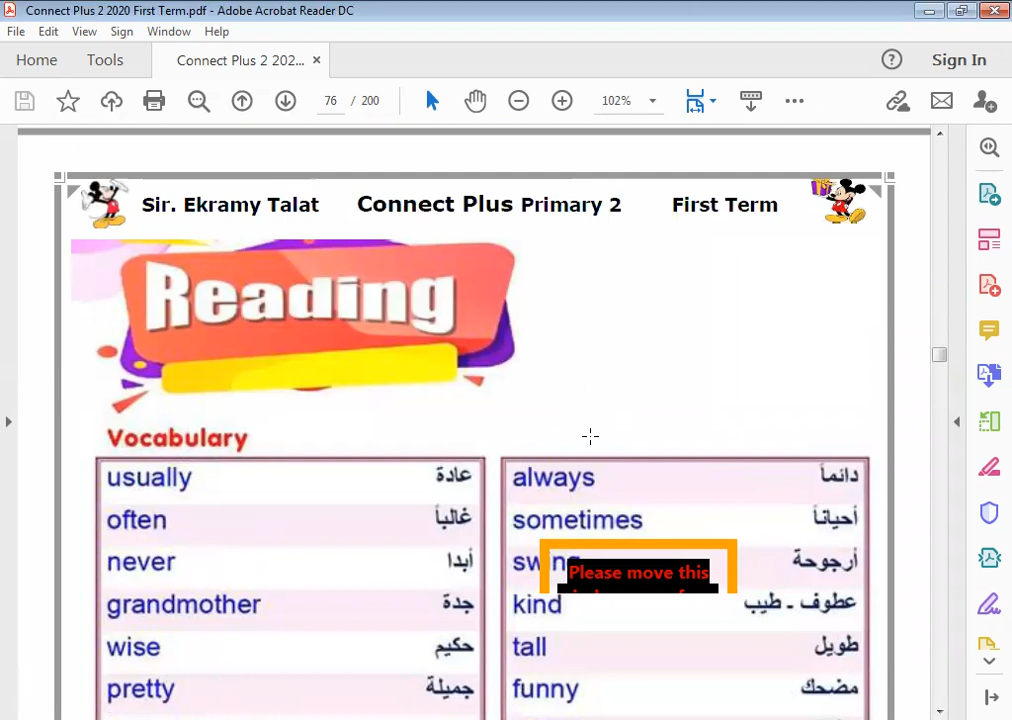 Connect Plus 2 2020 First Term.pdf - Adobe Acrobat Reader DC
File Edit View Sign Window Help
Home Tools Connect Plus 2 202... × Sign In
76 / 200 102%
Sir. Ekramy Talat Connect Plus Primary 2 First Term
Reading
Vocabulary
usually عادة always دائماً
often غالباً sometimes أحياناً
never أبدا swing أرجوحة
Please move this
grandmother جدة kind عطوف - طيب
wise حكيم tall طويل
pretty جميلة funny مضحك